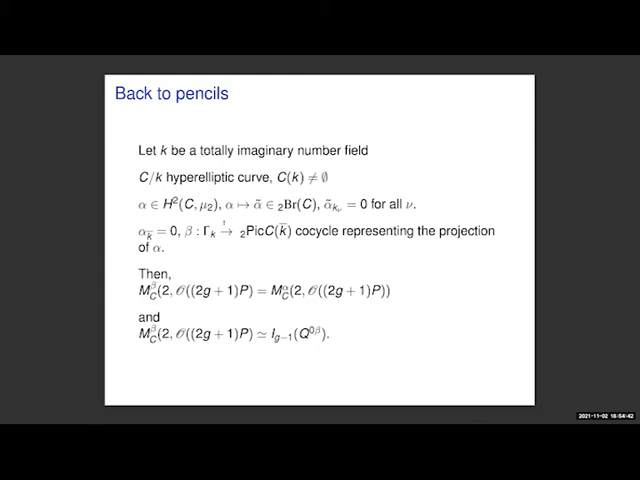 Back to pencils
Let k be a totally imaginary number field
C/k hyperelliptic curve, C(k) ≠ ∅
α ∈ H²(C, μ₂), α ↦ α̃ ∈ ₂Br(C), α̃_{k_ν} = 0 for all ν.
α_{k̄} = 0, β : Γ_k →^{t} ₂PicC(k̄) cocycle representing the projection
of α.
Then,
M_C^β(2, 𝒪((2g + 1)P) = M_C^α(2, 𝒪((2g + 1)P))
and
M_C^β(2, 𝒪((2g + 1)P) ≃ I_{g−1}(Q^{0β}).
2021-11-02 18:54:42